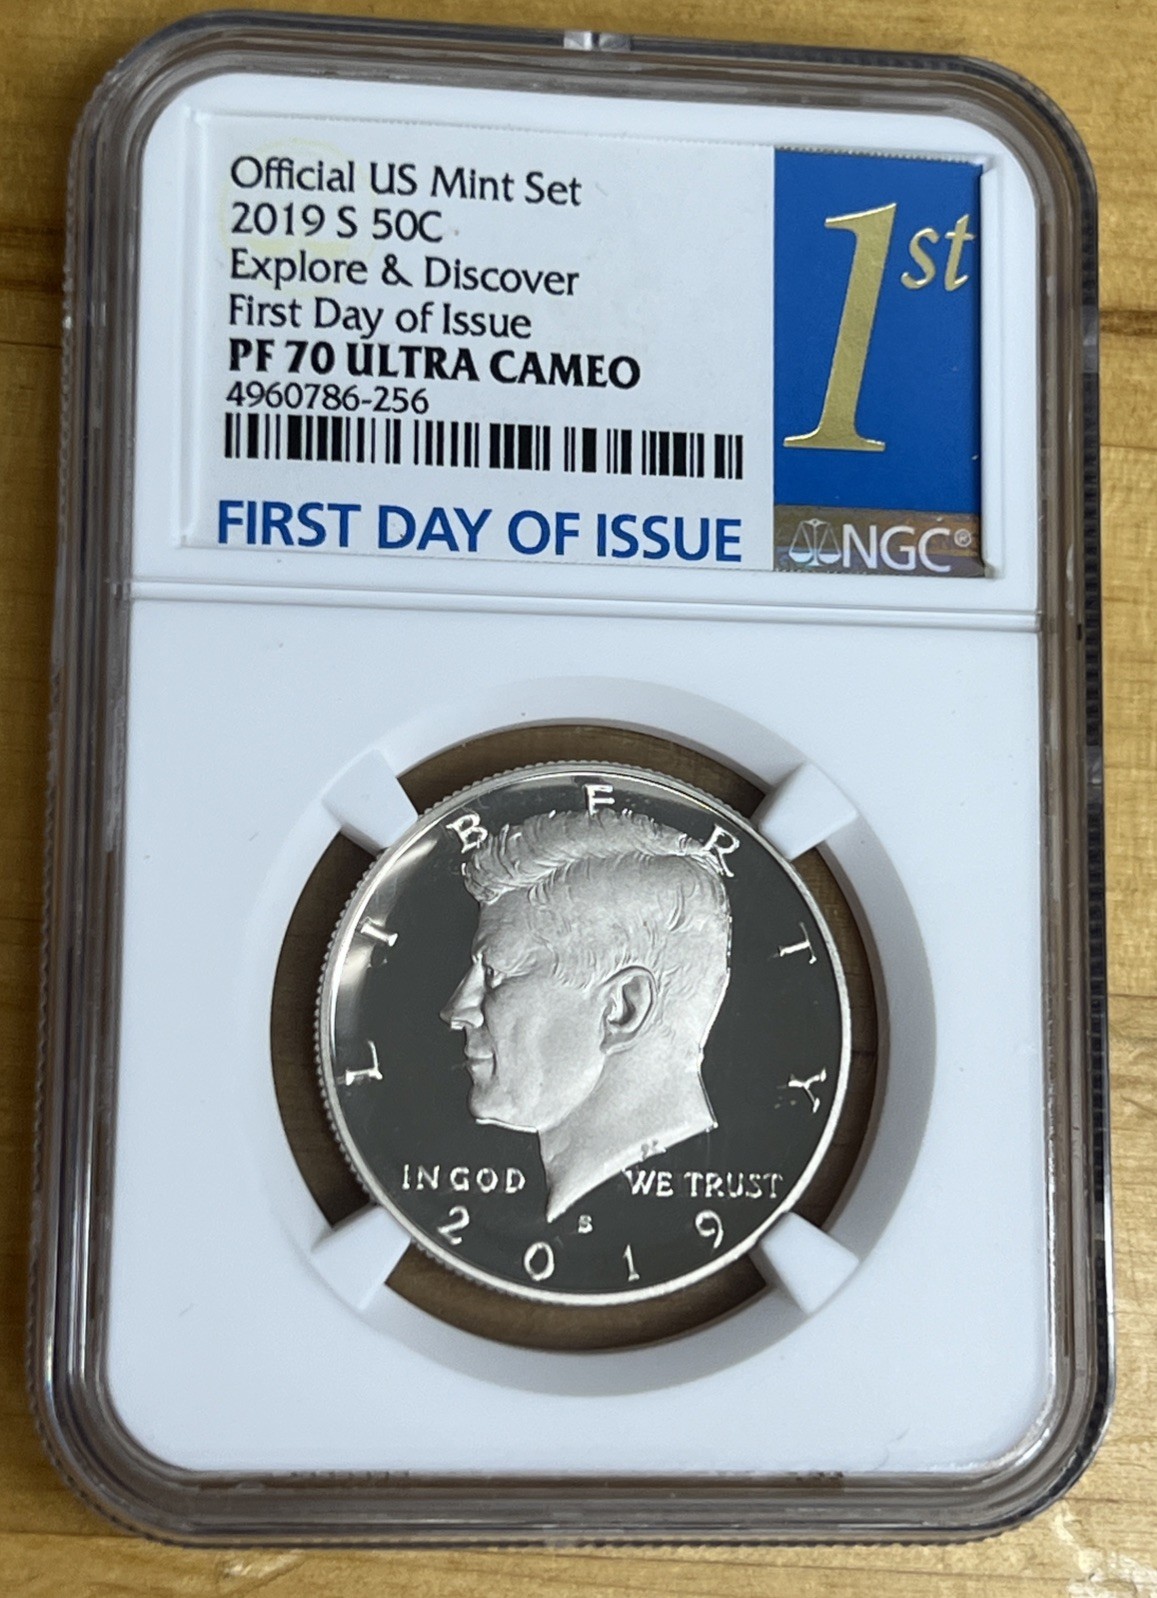 Official US Mint Set
2019 S 50C
Explore & Discover
First Day of Issue
PF 70 ULTRA CAMEO
4960786-256
FIRST DAY OF ISSUE
1st
NGC®
LIBERTY
IN GOD WE TRUST
S
2019